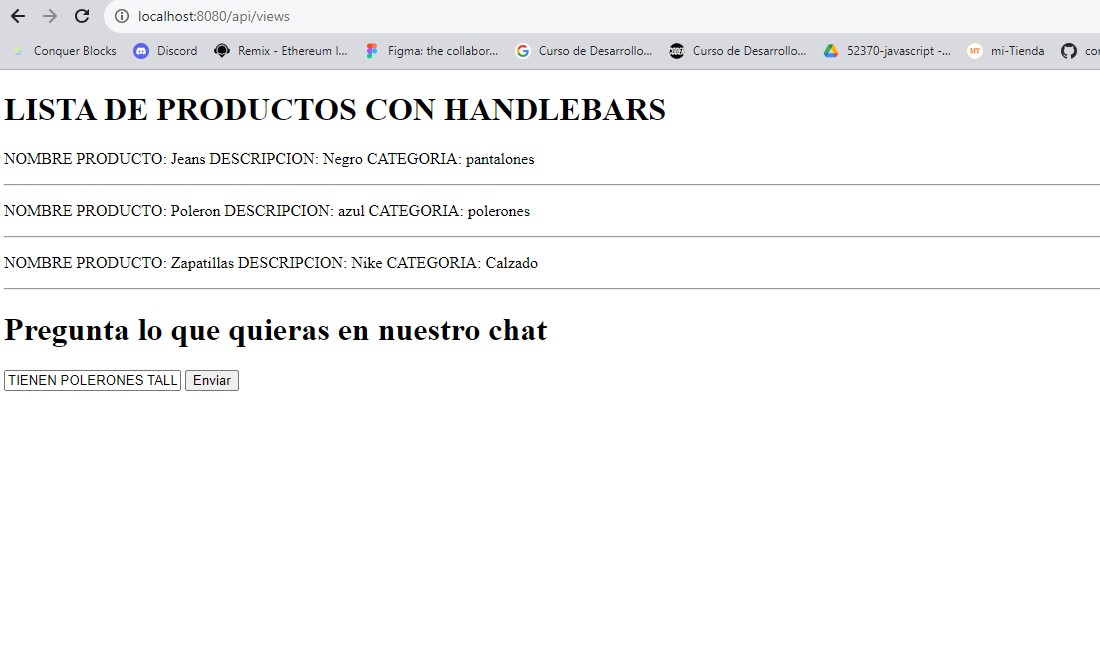 localhost:8080/api/views
Conquer Blocks Discord Remix - Ethereum I... Figma: the collabor... Curso de Desarrollo... Curso de Desarrollo... 52370-javascript -... MT mi-Tienda
LISTA DE PRODUCTOS CON HANDLEBARS
NOMBRE PRODUCTO: Jeans DESCRIPCION: Negro CATEGORIA: pantalones
NOMBRE PRODUCTO: Poleron DESCRIPCION: azul CATEGORIA: polerones
NOMBRE PRODUCTO: Zapatillas DESCRIPCION: Nike CATEGORIA: Calzado
Pregunta lo que quieras en nuestro chat
TIENEN POLERONES TALL Enviar